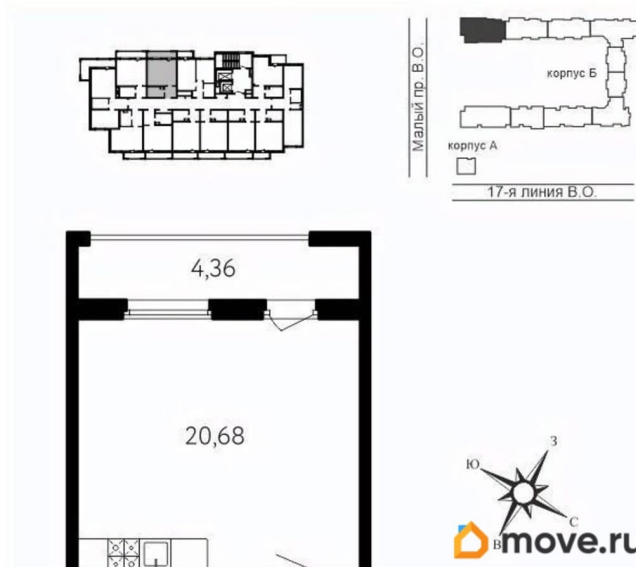 Малый пр. В.О.
корпус Б
корпус А
17-я линия В.О.
4,36
20,68
З
Ю
С
В
move.ru